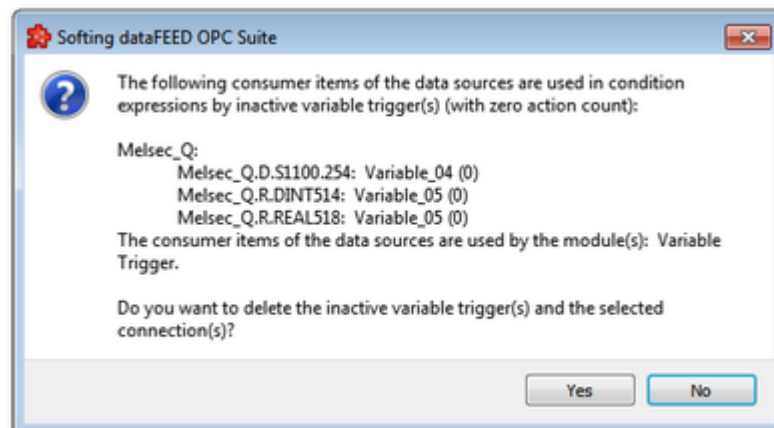 Softing dataFEED OPC Suite
The following consumer items of the data sources are used in condition
expressions by inactive variable trigger(s) (with zero action count):
Melsec_Q:
Melsec_Q.D.S1100.254: Variable_04 (0)
Melsec_Q.R.DINT514: Variable_05 (0)
Melsec_Q.R.REAL518: Variable_05 (0)
The consumer items of the data sources are used by the module(s): Variable
Trigger.
Do you want to delete the inactive variable trigger(s) and the selected
connection(s)?
Yes No